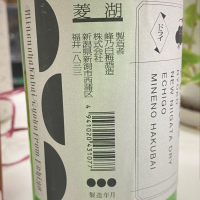 菱湖
製造者
峰乃白梅酒造
株式会社
新潟県新潟市西蒲区
福井一八三三
4941020431077
製造年月
ドライ
NEW NIIGATA DRY
ECHIGO
MINENO HAKUBAI